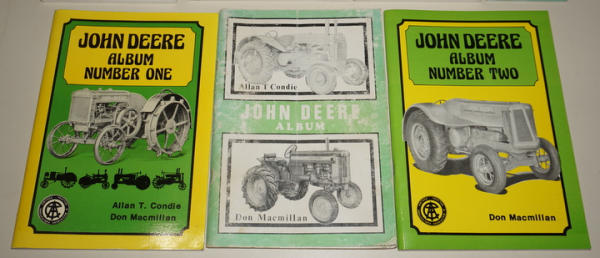 JOHN DEERE
ALBUM
NUMBER ONE
Allan T. Condie
Don Macmillan
Allan T Condie
JOHN DEERE
ALBUM
Don Macmillan
JOHN DEERE
ALBUM
NUMBER TWO
Don Macmillan